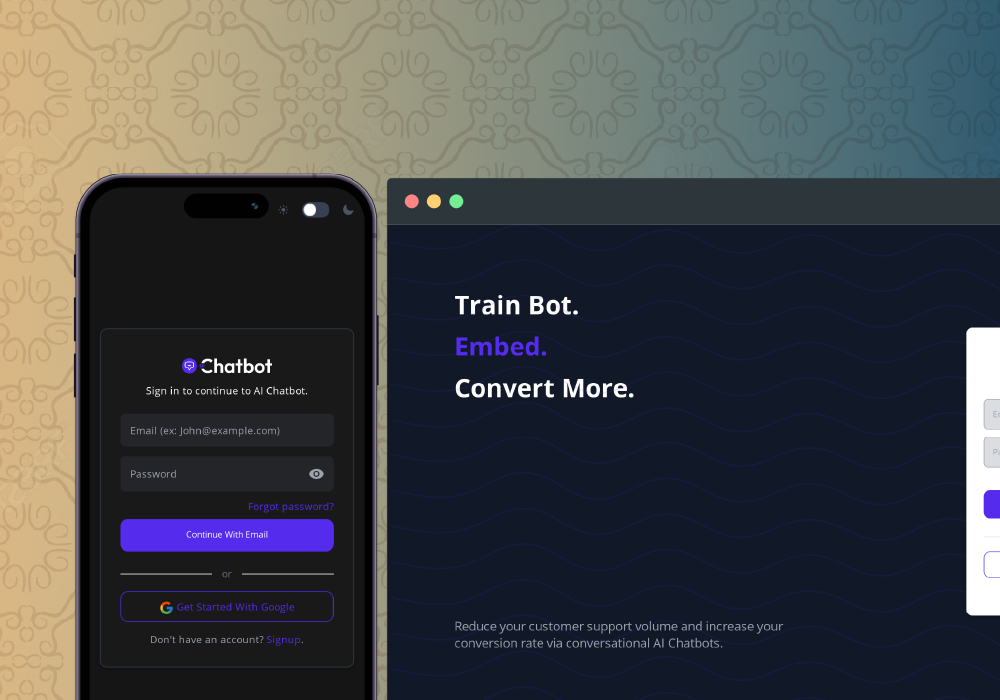 Chatbot
Sign in to continue to AI Chatbot.
Email (ex: John@example.com)
Password
Forgot password?
Continue With Email
or
Get Started With Google
Don't have an account? Signup.
Train Bot.
Embed.
Convert More.
Reduce your customer support volume and increase your
conversion rate via conversational AI Chatbots.